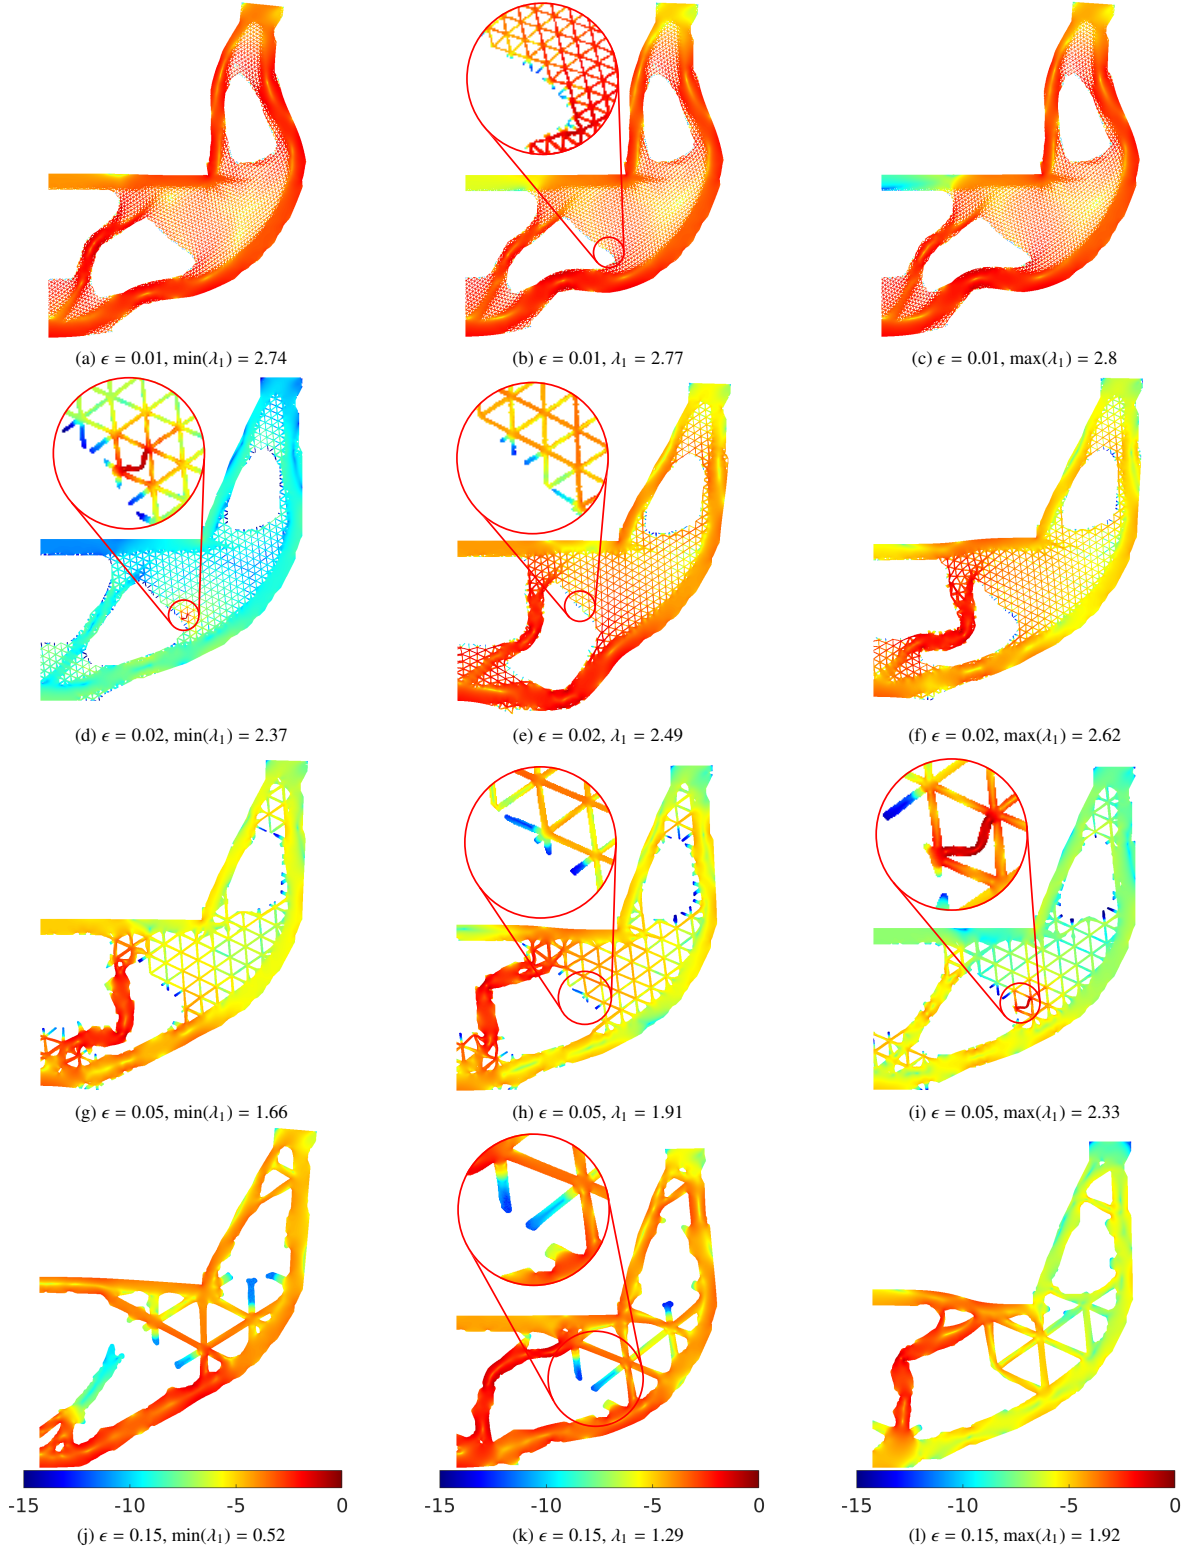 (a) ϵ = 0.01, min(λ₁) = 2.74
(b) ϵ = 0.01, λ₁ = 2.77
(c) ϵ = 0.01, max(λ₁) = 2.8
(d) ϵ = 0.02, min(λ₁) = 2.37
(e) ϵ = 0.02, λ₁ = 2.49
(f) ϵ = 0.02, max(λ₁) = 2.62
(g) ϵ = 0.05, min(λ₁) = 1.66
(h) ϵ = 0.05, λ₁ = 1.91
(i) ϵ = 0.05, max(λ₁) = 2.33
-15 -10 -5 0
-15 -10 -5 0
-15 -10 -5 0
(j) ϵ = 0.15, min(λ₁) = 0.52
(k) ϵ = 0.15, λ₁ = 1.29
(l) ϵ = 0.15, max(λ₁) = 1.92